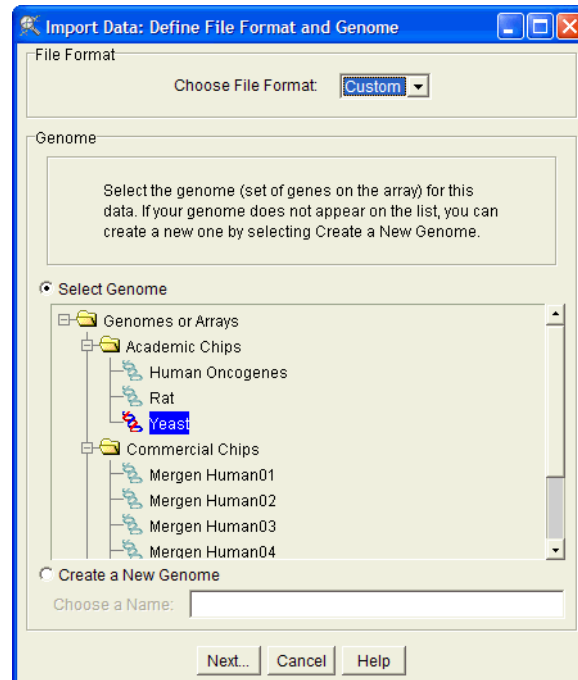 Import Data: Define File Format and Genome
File Format
Choose File Format: Custom
Genome
Select the genome (set of genes on the array) for this
data. If your genome does not appear on the list, you can
create a new one by selecting Create a New Genome.
Select Genome
Genomes or Arrays
Academic Chips
Human Oncogenes
Rat
Yeast
Commercial Chips
Mergen Human01
Mergen Human02
Mergen Human03
Mergen Human04
Create a New Genome
Choose a Name:
Next... Cancel Help